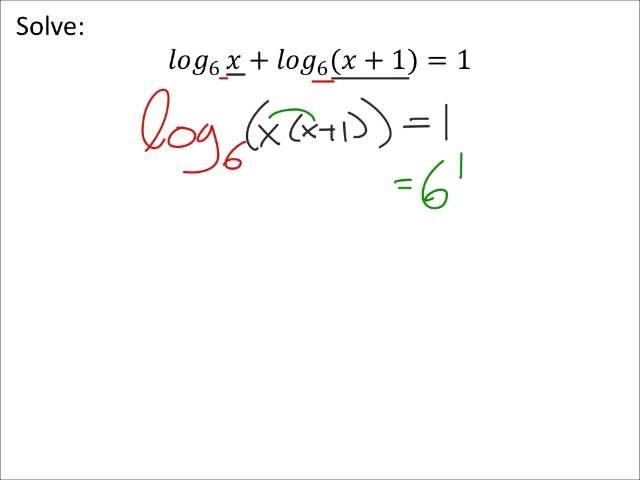 Solve:
log₆ x + log₆(x + 1) = 1
log₆(x(x+1)) = 1
= 6¹